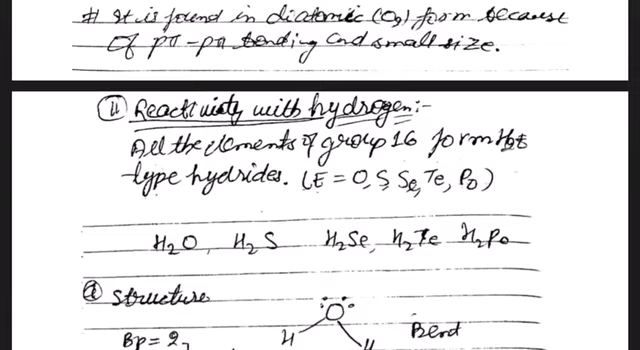 # It is found in diatomic (O₂) form because
of pπ-pπ bonding and small size.
(ii) Reactivity with hydrogen:-
All the elements of group 16 form H₂E
type hydrides. (E = O, S, Se, Te, Po)
H₂O, H₂S H₂Se, H₂Te H₂Po
(a) Structure
O
H H Bent
Bp = 2